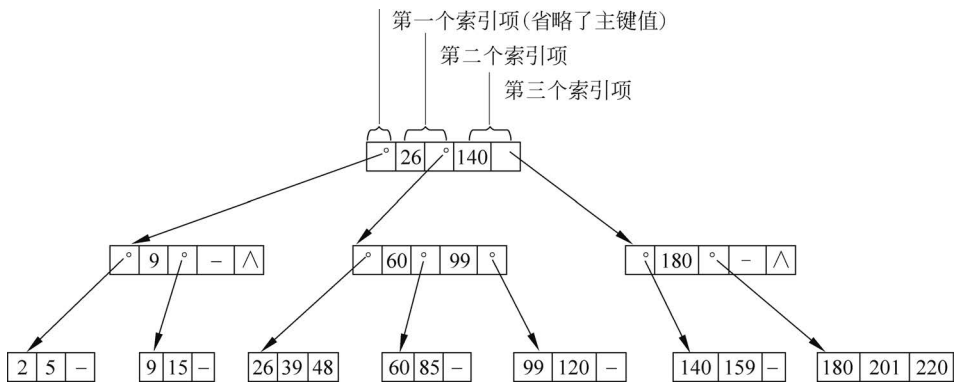 第一个索引项(省略了主键值)
第二个索引项
第三个索引项
26 140
9 – ∧ 60 99 180 – ∧
2 5 – 9 15 – 26 39 48 60 85 – 99 120 – 140 159 – 180 201 220